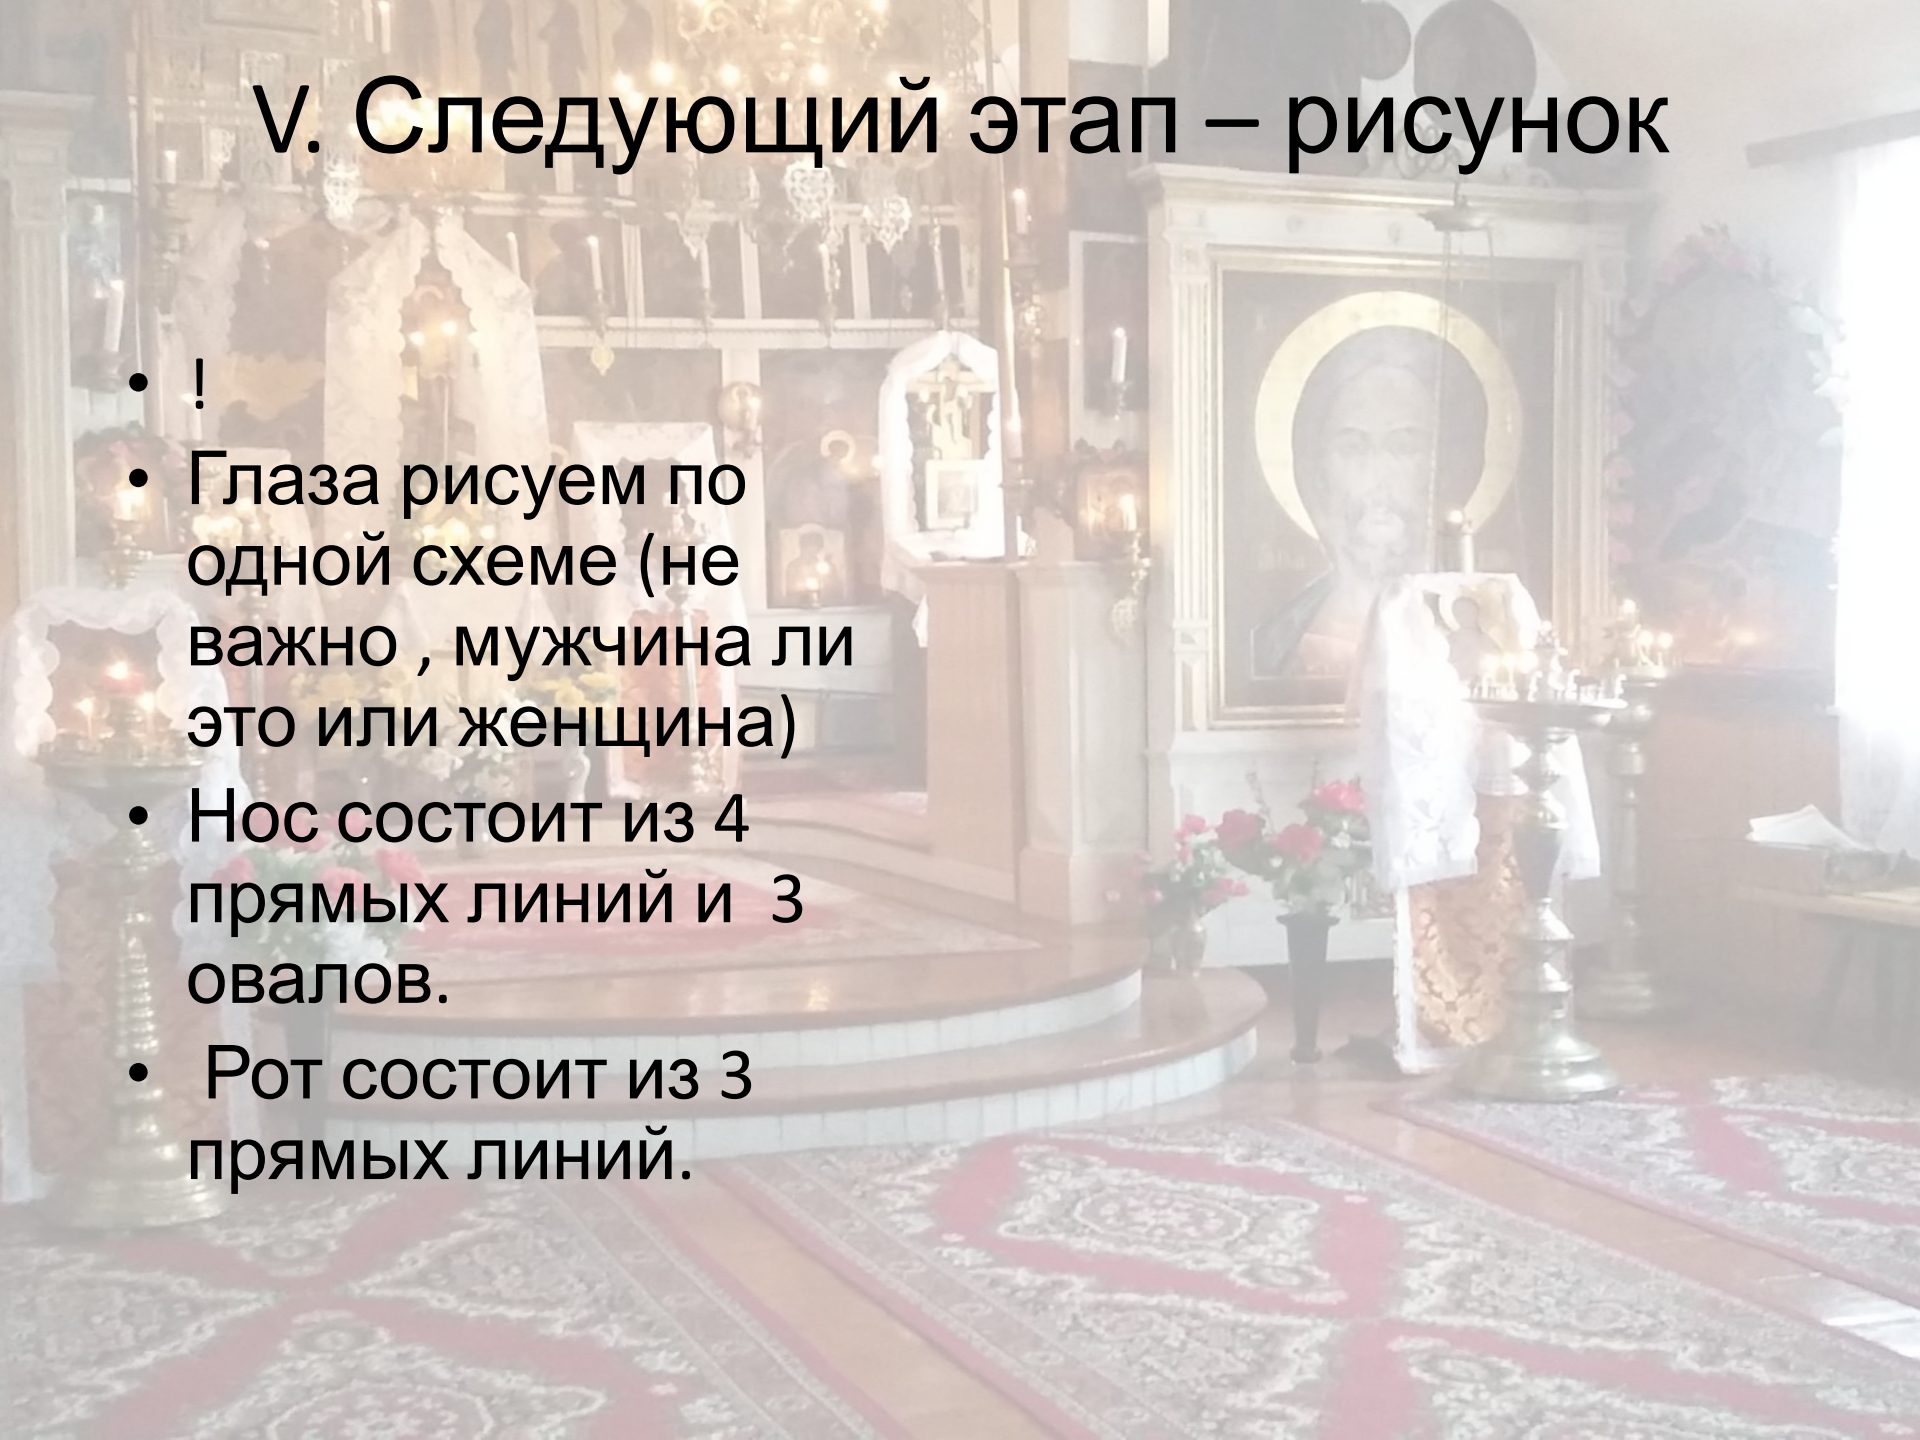 V. Следующий этап – рисунок
• !
• Глаза рисуем по
одной схеме (не
важно , мужчина ли
это или женщина)
• Нос состоит из 4
прямых линий и  3
овалов.
•  Рот состоит из 3
прямых линий.